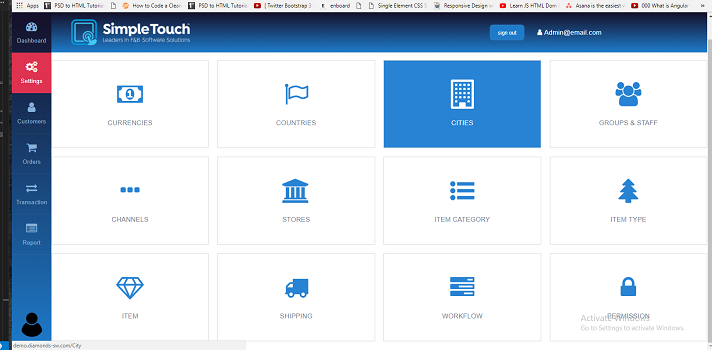 Apps PSD to HTML Tutoria How to Code a Clean PSD to HTML Tutoria | Twitter Bootstrap 3 enboard Single Element CSS S Responsive Design w Learn JS HTML Dom Asana is the easiest w 000 What is Angular
Dashboard
SimpleTouch
Leaders in F&B Software Solutions
sign out
Admin@email.com
Settings
Customers
Orders
Transaction
Report
CURRENCIES
COUNTRIES
CITIES
GROUPS & STAFF
CHANNELS
STORES
ITEM CATEGORY
ITEM TYPE
ITEM
SHIPPING
WORKFLOW
PERMISSION
Activate Windows
Go to Settings to activate Windows.
demo.diamonds-sw.com/City